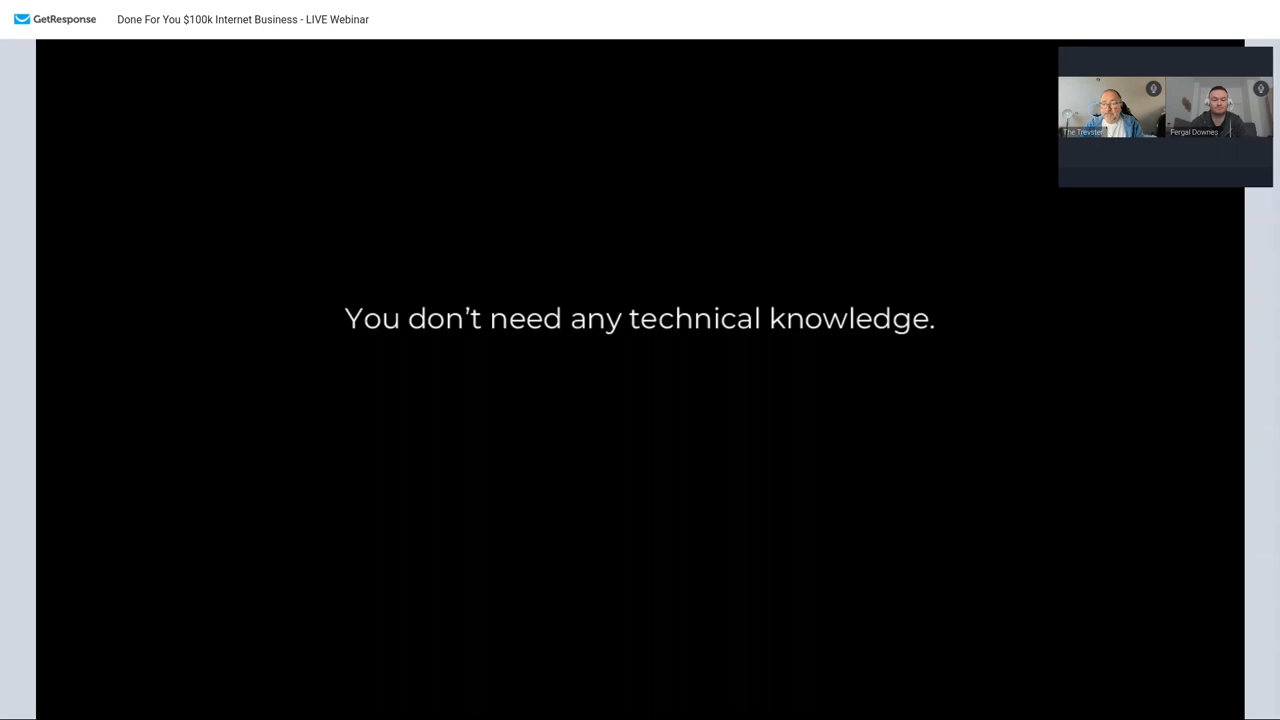 GetResponse
Done For You $100k Internet Business - LIVE Webinar
The Trevster
Fergal Downes
You don’t need any technical knowledge.